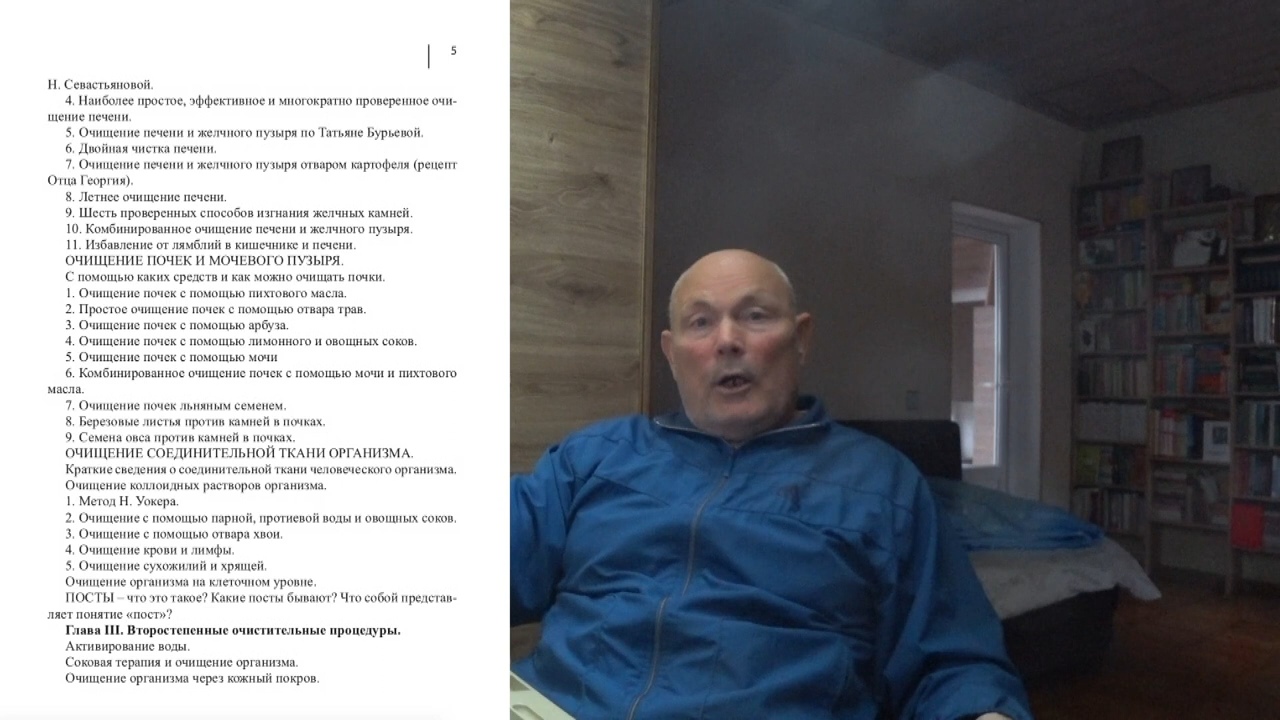 5
Н. Севастьяновой.
4. Наиболее простое, эффективное и многократно проверенное очи-
щение печени.
5. Очищение печени и желчного пузыря по Татьяне Бурьевой.
6. Двойная чистка печени.
7. Очищение печени и желчного пузыря отваром картофеля (рецепт
Отца Георгия).
8. Летнее очищение печени.
9. Шесть проверенных способов изгнания желчных камней.
10. Комбинированное очищение печени и желчного пузыря.
11. Избавление от лямблий в кишечнике и печени.
ОЧИЩЕНИЕ ПОЧЕК И МОЧЕВОГО ПУЗЫРЯ.
С помощью каких средств и как можно очищать почки.
1. Очищение почек с помощью пихтового масла.
2. Простое очищение почек с помощью отвара трав.
3. Очищение почек с помощью арбуза.
4. Очищение почек с помощью лимонного и овощных соков.
5. Очищение почек с помощью мочи
6. Комбинированное очищение почек с помощью мочи и пихтового
масла.
7. Очищение почек льняным семенем.
8. Березовые листья против камней в почках.
9. Семена овса против камней в почках.
ОЧИЩЕНИЕ СОЕДИНИТЕЛЬНОЙ ТКАНИ ОРГАНИЗМА.
Краткие сведения о соединительной ткани человеческого организма.
Очищение коллоидных растворов организма.
1. Метод Н. Уокера.
2. Очищение с помощью парной, протиевой воды и овощных соков.
3. Очищение с помощью отвара хвои.
4. Очищение крови и лимфы.
5. Очищение сухожилий и хрящей.
Очищение организма на клеточном уровне.
ПОСТЫ – что это такое? Какие посты бывают? Что собой представ-
ляет понятие «пост»?
Глава III. Второстепенные очистительные процедуры.
Активирование воды.
Соковая терапия и очищение организма.
Очищение организма через кожный покров.